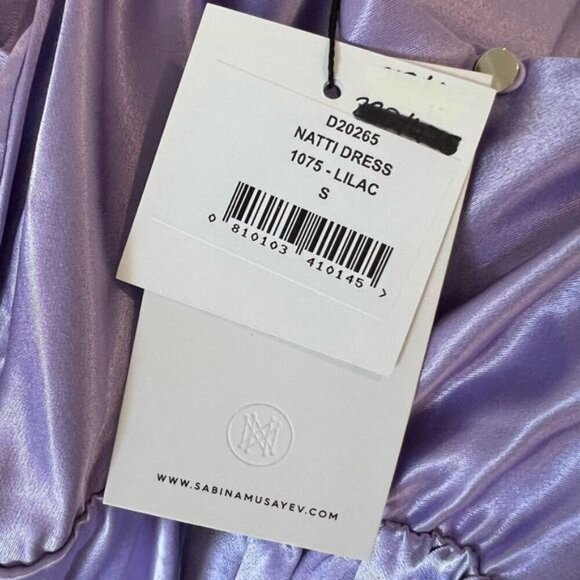 D20265
NATTI DRESS
1075 - LILAC
S
0 810103 410145 >
WWW.SABINAMUSAYEV.COM